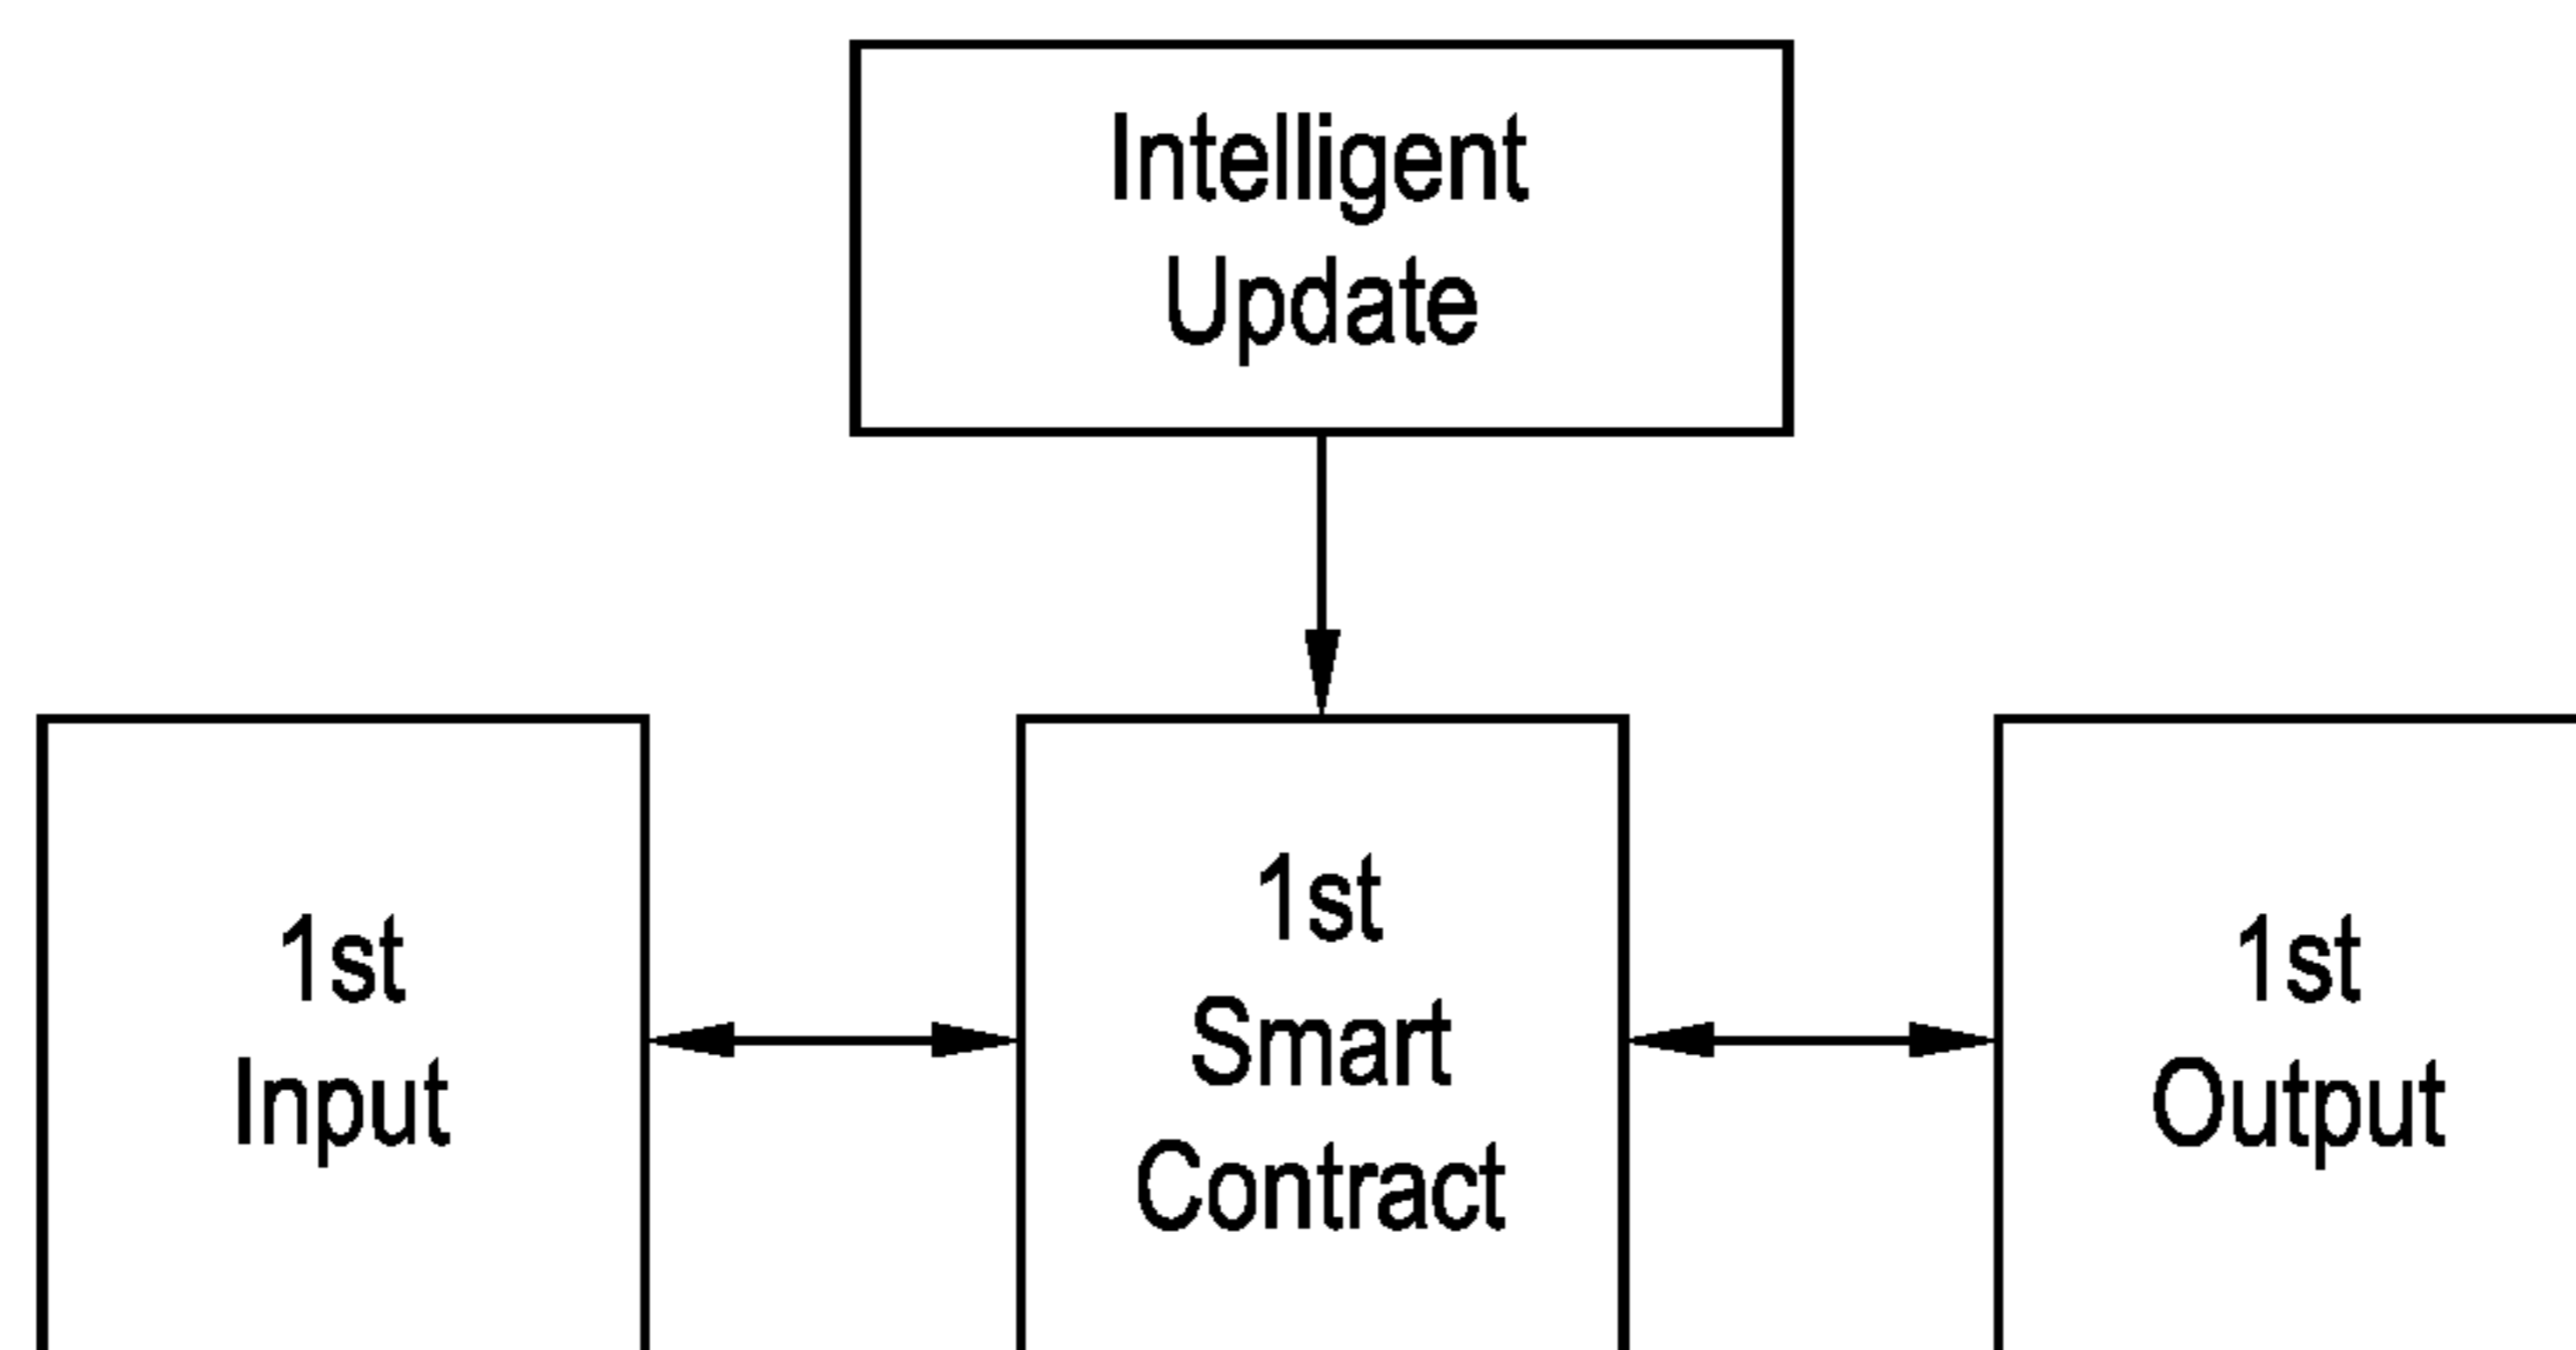 Intelligent
Update
1st
Input
1st
Smart
Contract
1st
Output